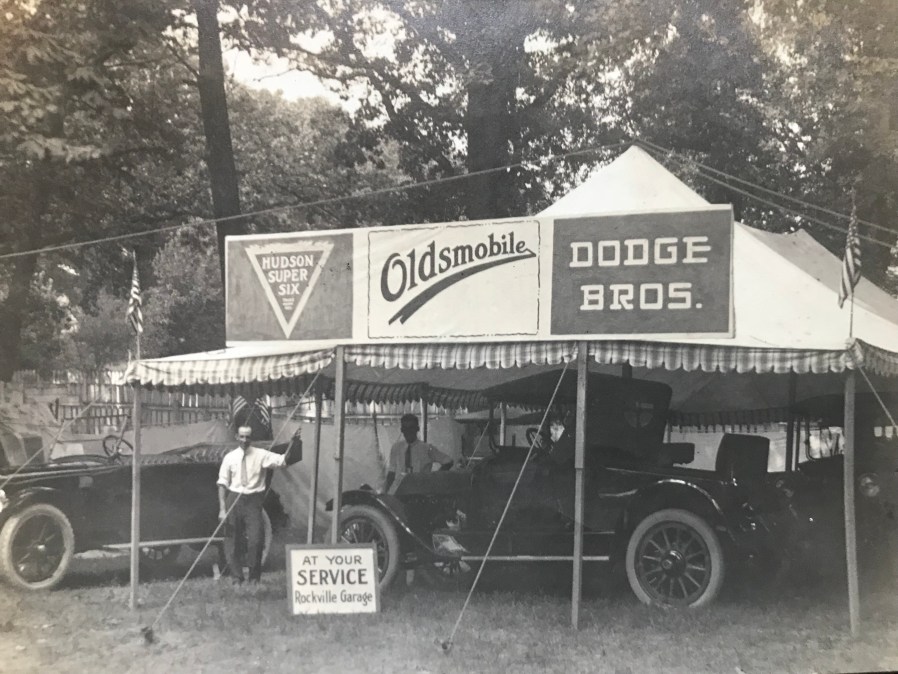 HUDSON
SUPER
SIX
Oldsmobile
DODGE
BROS.
AT YOUR
SERVICE
Rockville Garage